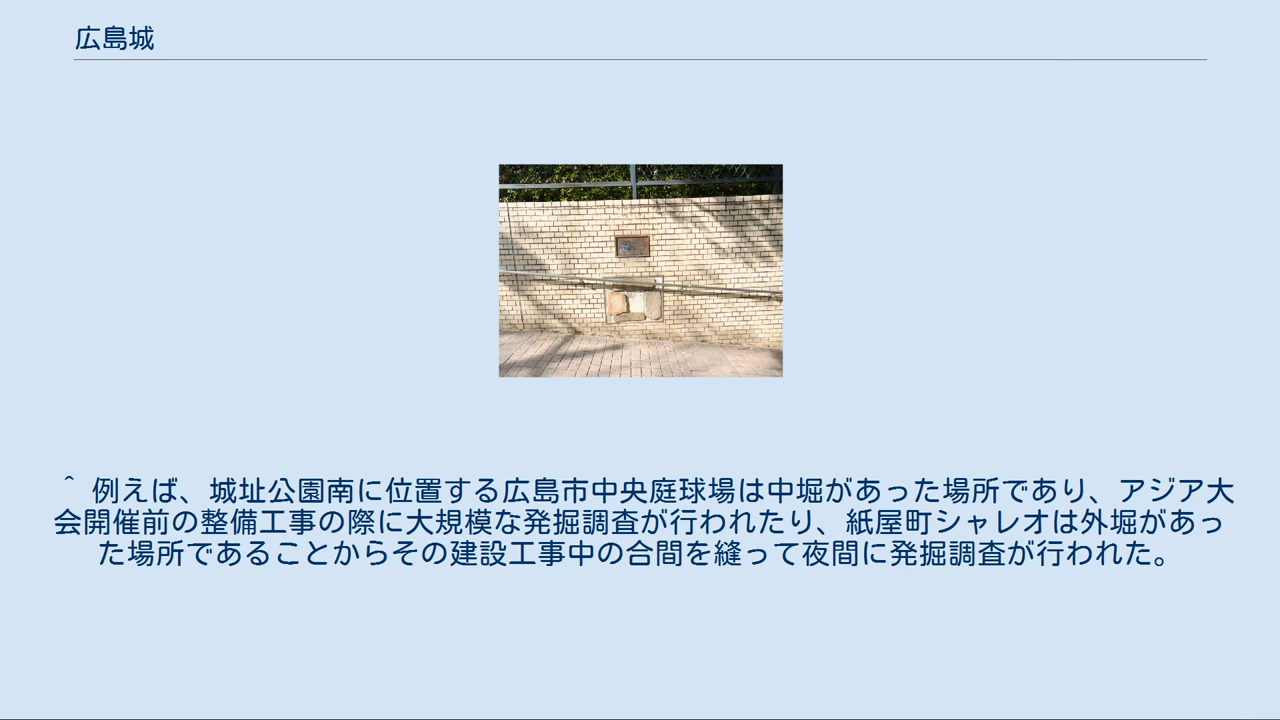 広島城
^ 例えば、城址公園南に位置する広島市中央庭球場は中堀があった場所であり、アジア大
会開催前の整備工事の際に大規模な発掘調査が行われたり、紙屋町シャレオは外堀があっ
た場所であることからその建設工事中の合間を縫って夜間に発掘調査が行われた。